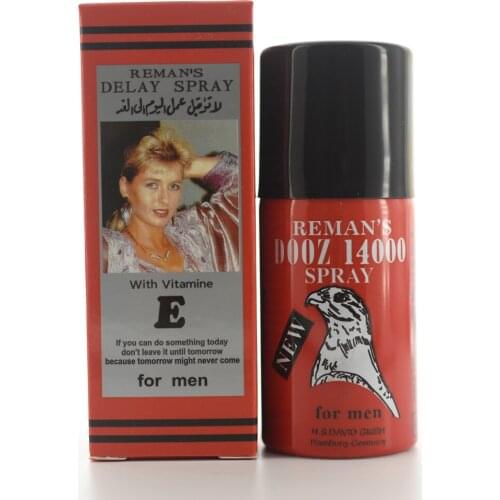 REMAN'S
DELAY SPRAY
لا تؤجل عمل اليوم الى الغد
With Vitamine
E
If you can do something today
don't leave it until tomorrow
because tomorrow might never come
for men
REMAN'S
DOOZ 14000
SPRAY
NEW
for men
H.S.DAVID GMBH
Hamburg-Germany